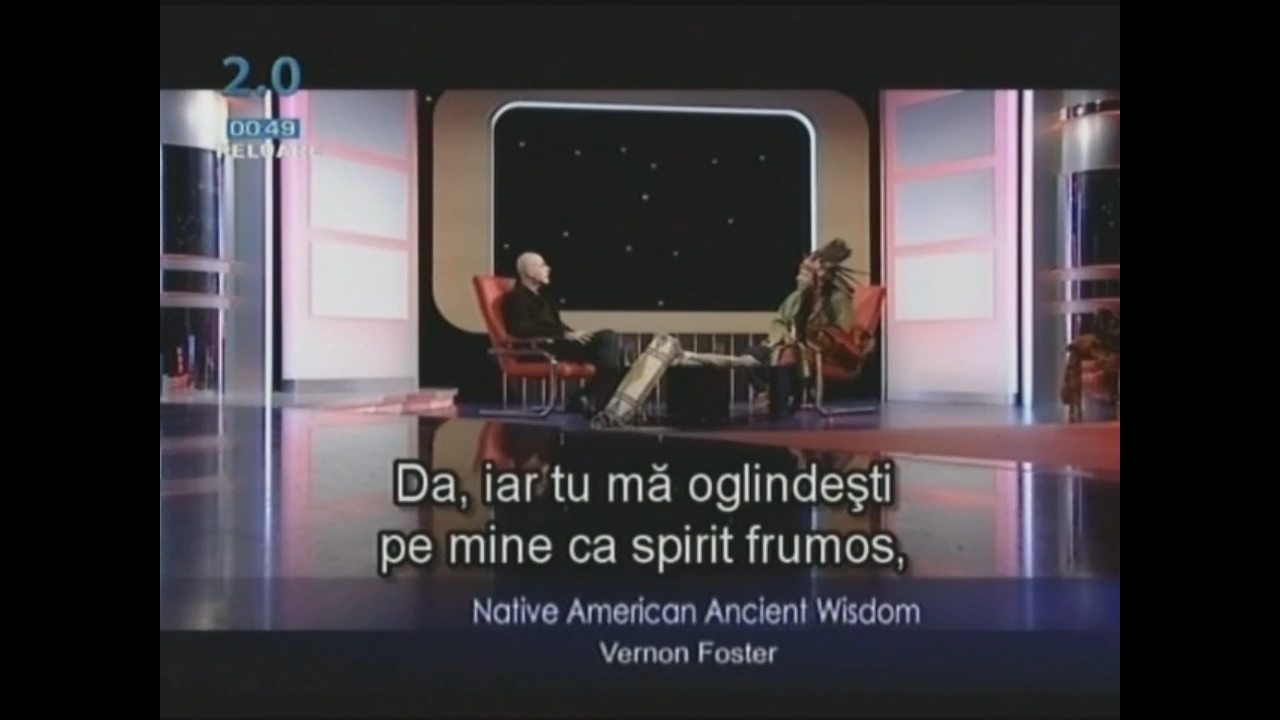 2.0
00:49
RELUARE
Da, iar tu mă oglindeşti
pe mine ca spirit frumos,
Native American Ancient Wisdom
Vernon Foster